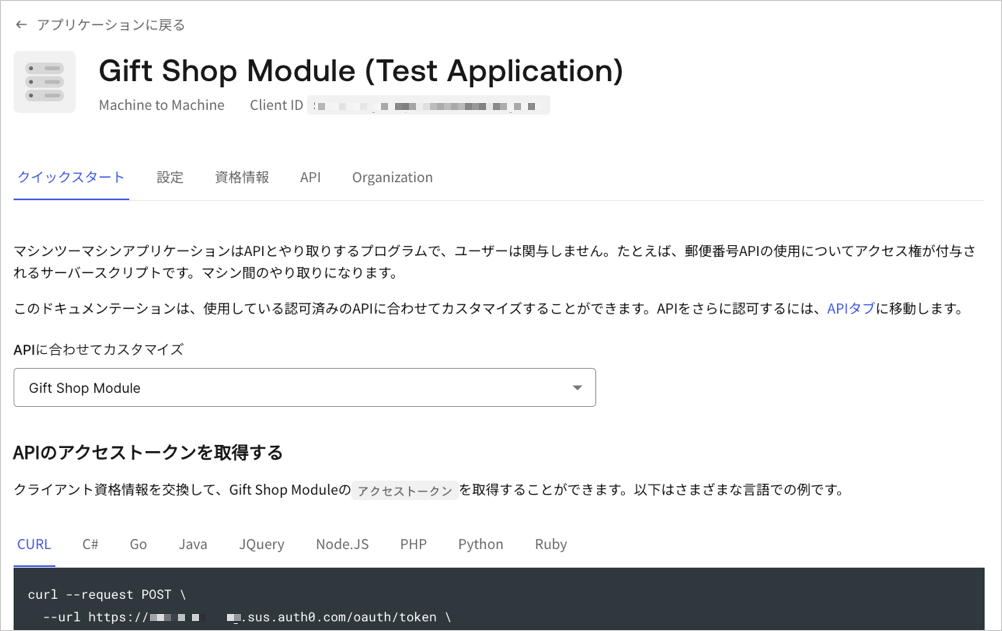 ← アプリケーションに戻る
Gift Shop Module (Test Application)
Machine to Machine Client ID
クイックスタート 設定 資格情報 API Organization
マシンツーマシンアプリケーションはAPIとやり取りするプログラムで、ユーザーは関与しません。たとえば、郵便番号APIの使用についてアクセス権が付与さ
れるサーバースクリプトです。マシン間のやり取りになります。
このドキュメンテーションは、使用している認可済みのAPIに合わせてカスタマイズすることができます。APIをさらに認可するには、APIタブに移動します。
APIに合わせてカスタマイズ
Gift Shop Module
APIのアクセストークンを取得する
クライアント資格情報を交換して、Gift Shop Moduleのアクセストークンを取得することができます。以下はさまざまな言語での例です。
CURL C# Go Java JQuery Node.JS PHP Python Ruby
curl --request POST \
--url https:// .sus.auth0.com/oauth/token \